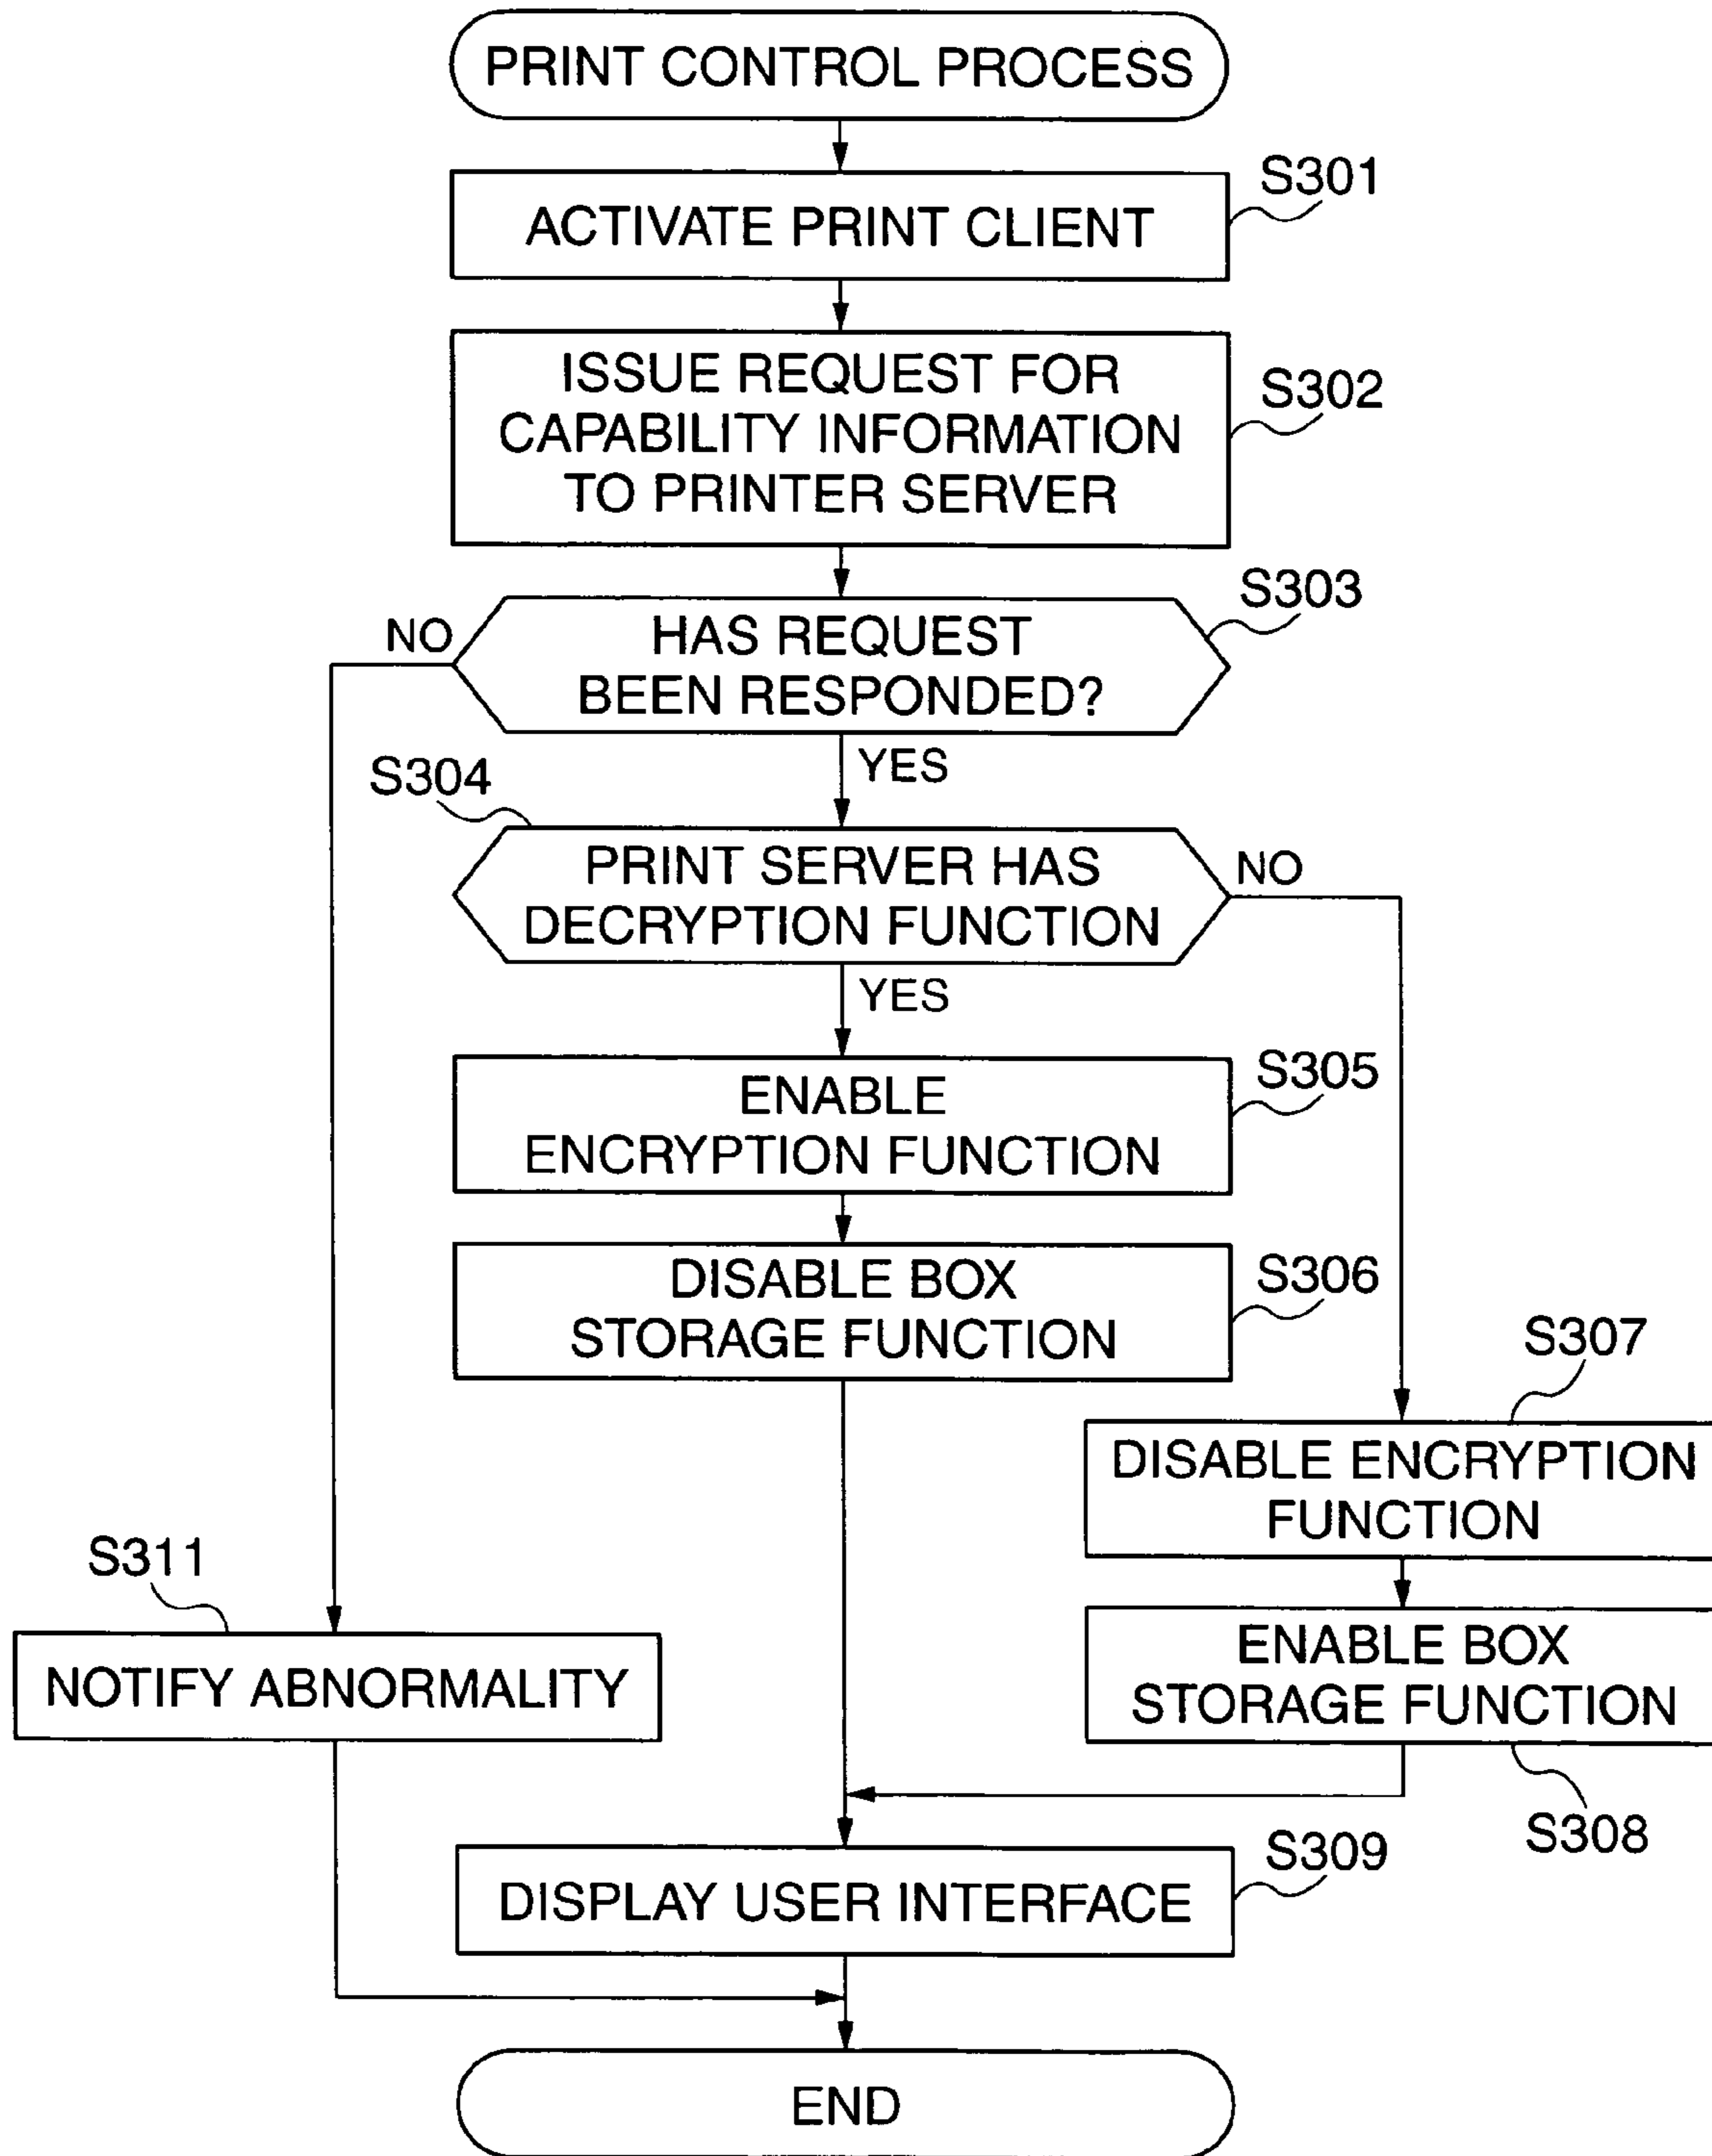 PRINT CONTROL PROCESS
S301
ACTIVATE PRINT CLIENT
S302
ISSUE REQUEST FOR
CAPABILITY INFORMATION
TO PRINTER SERVER
S303
NO
HAS REQUEST
BEEN RESPONDED?
YES
S304
PRINT SERVER HAS
DECRYPTION FUNCTION
NO
YES
S305
ENABLE
ENCRYPTION FUNCTION
S306
DISABLE BOX
STORAGE FUNCTION
S307
DISABLE ENCRYPTION
FUNCTION
S311
NOTIFY ABNORMALITY
ENABLE BOX
STORAGE FUNCTION
S308
S309
DISPLAY USER INTERFACE
END